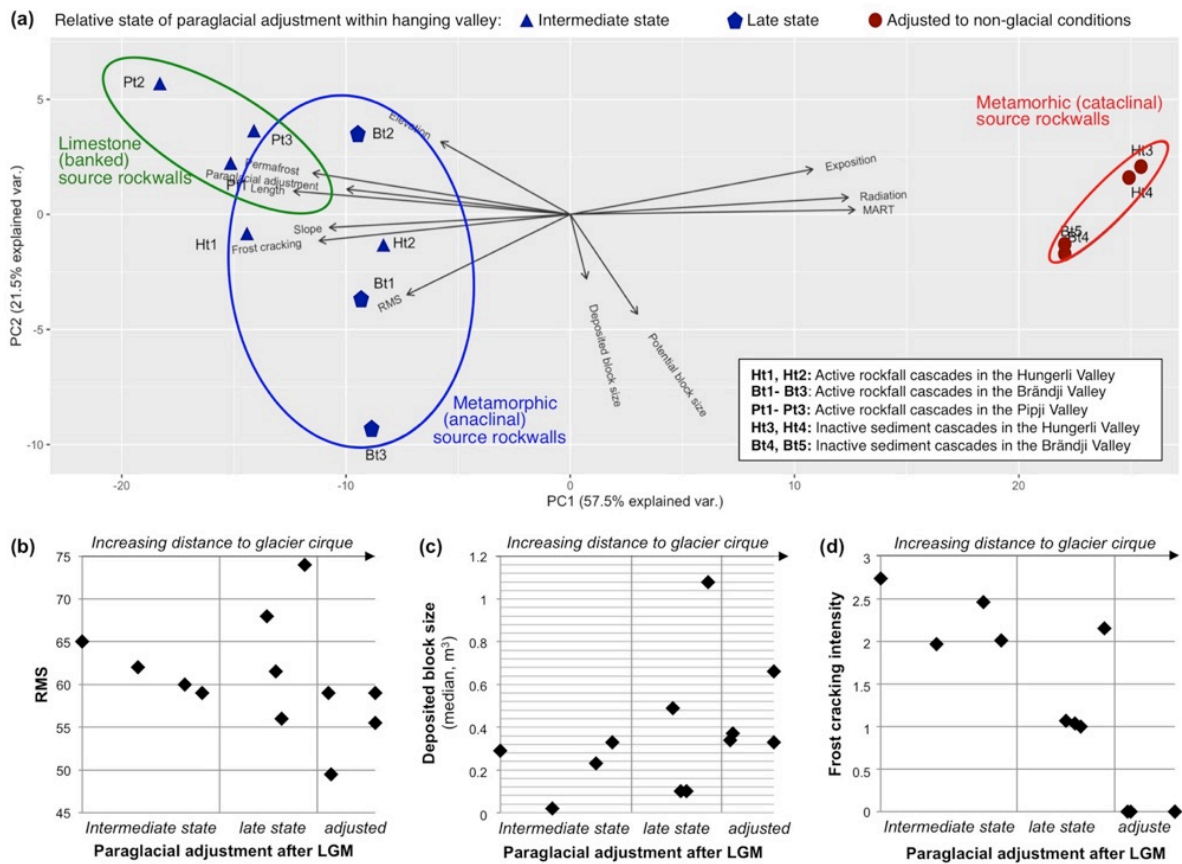 (a) Relative state of paraglacial adjustment within hanging valley: Intermediate state Late state Adjusted to non-glacial conditions
PC2 (21.5% explained var.)
5
0
-5
-10
Pt2
Limestone
(banked)
source rockwalls
Pt3
Permafrost
Paraglacial adjustment
Length
Slope
Frost cracking
Ht1
Bt2
Elevation
Ht2
Bt1
RMS
Bt3
Metamorphic
(anaclinal)
source rockwalls
Deposited block size
Potential block size
Exposition
Radiation
MART
Metamorhic (cataclinal)
source rockwalls
Ht3
Ht4
Bt5
Bt4
Ht1, Ht2: Active rockfall cascades in the Hungerli Valley
Bt1- Bt3: Active rockfall cascades in the Brändji Valley
Pt1- Pt3: Active rockfall cascades in the Pipji Valley
Ht3, Ht4: Inactive sediment cascades in the Hungerli Valley
Bt4, Bt5: Inactive sediment cascades in the Brändji Valley
-20 -10 0 10 20
PC1 (57.5% explained var.)
(b) Increasing distance to glacier cirque
RMS
75
70
65
60
55
50
45
Intermediate state late state adjusted
Paraglacial adjustment after LGM
(c) Increasing distance to glacier cirque
Deposited block size
(median, m³)
1.2
1
0.8
0.6
0.4
0.2
0
Intermediate state late state adjusted
Paraglacial adjustment after LGM
(d) Increasing distance to glacier cirque
Frost cracking intensity
3
2.5
2
1.5
1
0.5
0
Intermediate state late state adjuste
Paraglacial adjustment after LGM